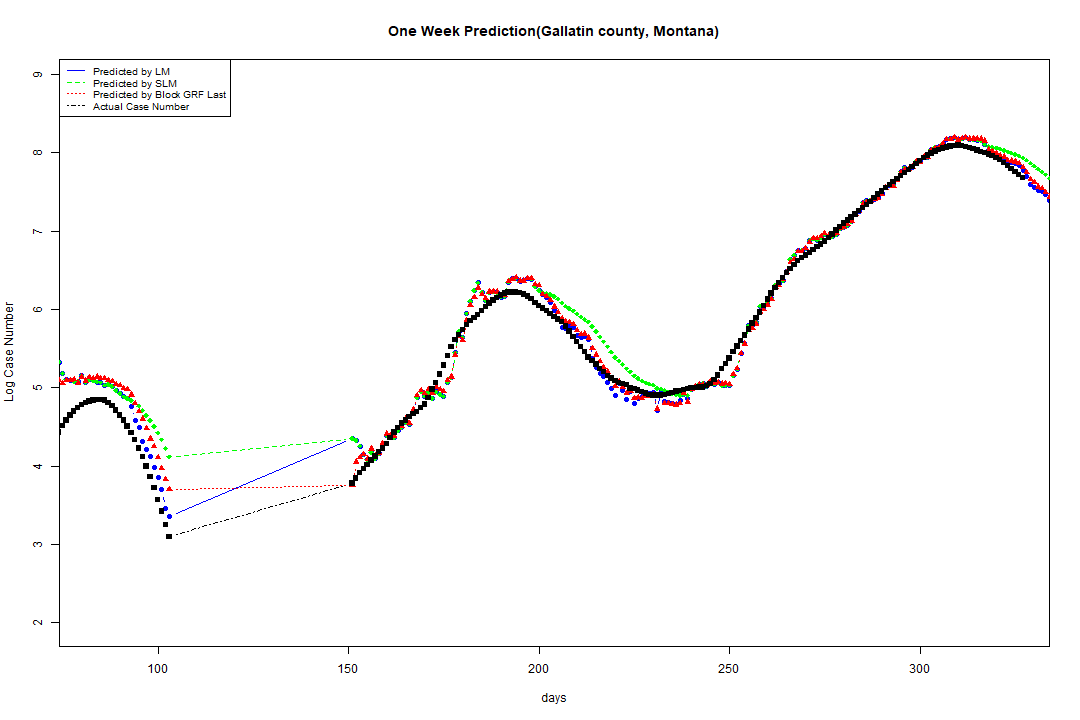 One Week Prediction(Gallatin county, Montana)
Predicted by LM
Predicted by SLM
Predicted by Block GRF Last
Actual Case Number
9
8
7
6
5
4
3
2
Log Case Number
100 150 200 250 300
days